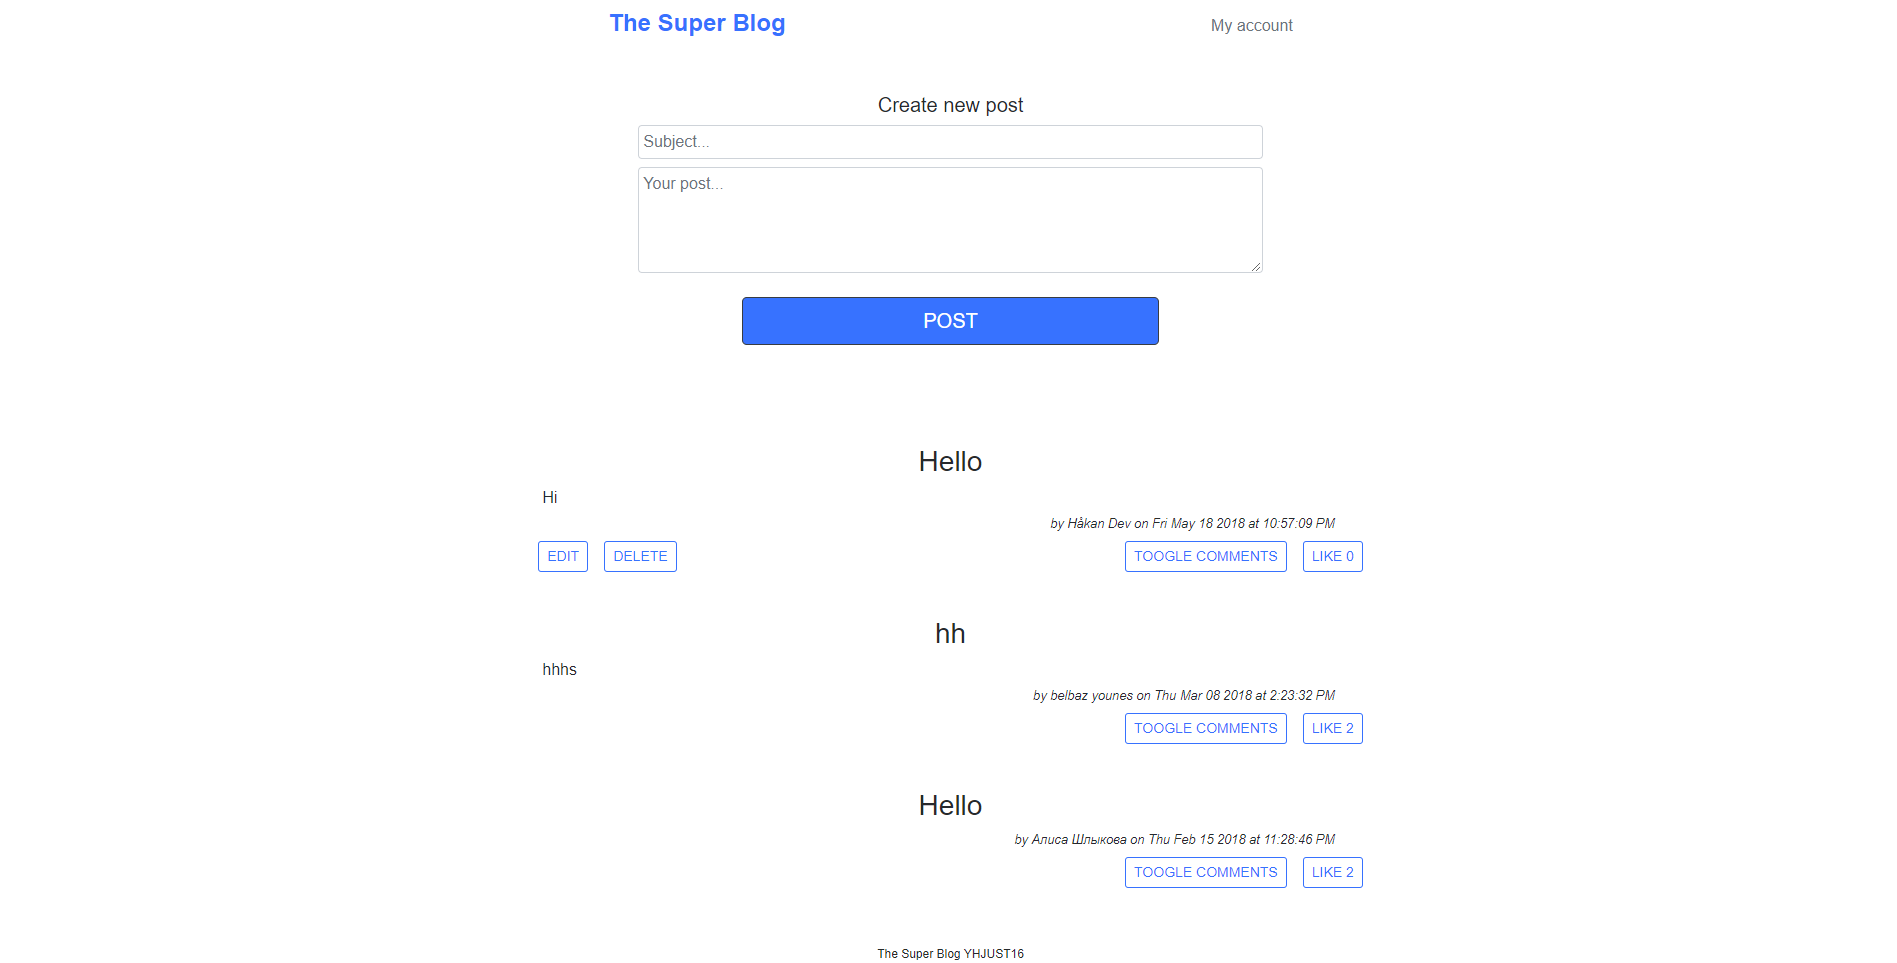 The Super Blog
My account
Create new post
Subject...
Your post...
POST
Hello
Hi
by Håkan Dev on Fri May 18 2018 at 10:57:09 PM
EDIT DELETE TOOGLE COMMENTS LIKE 0
hh
hhhs
by belbaz younes on Thu Mar 08 2018 at 2:23:32 PM
TOOGLE COMMENTS LIKE 2
Hello
by Алиса Шлыкова on Thu Feb 15 2018 at 11:28:46 PM
TOOGLE COMMENTS LIKE 2
The Super Blog YHJUST16